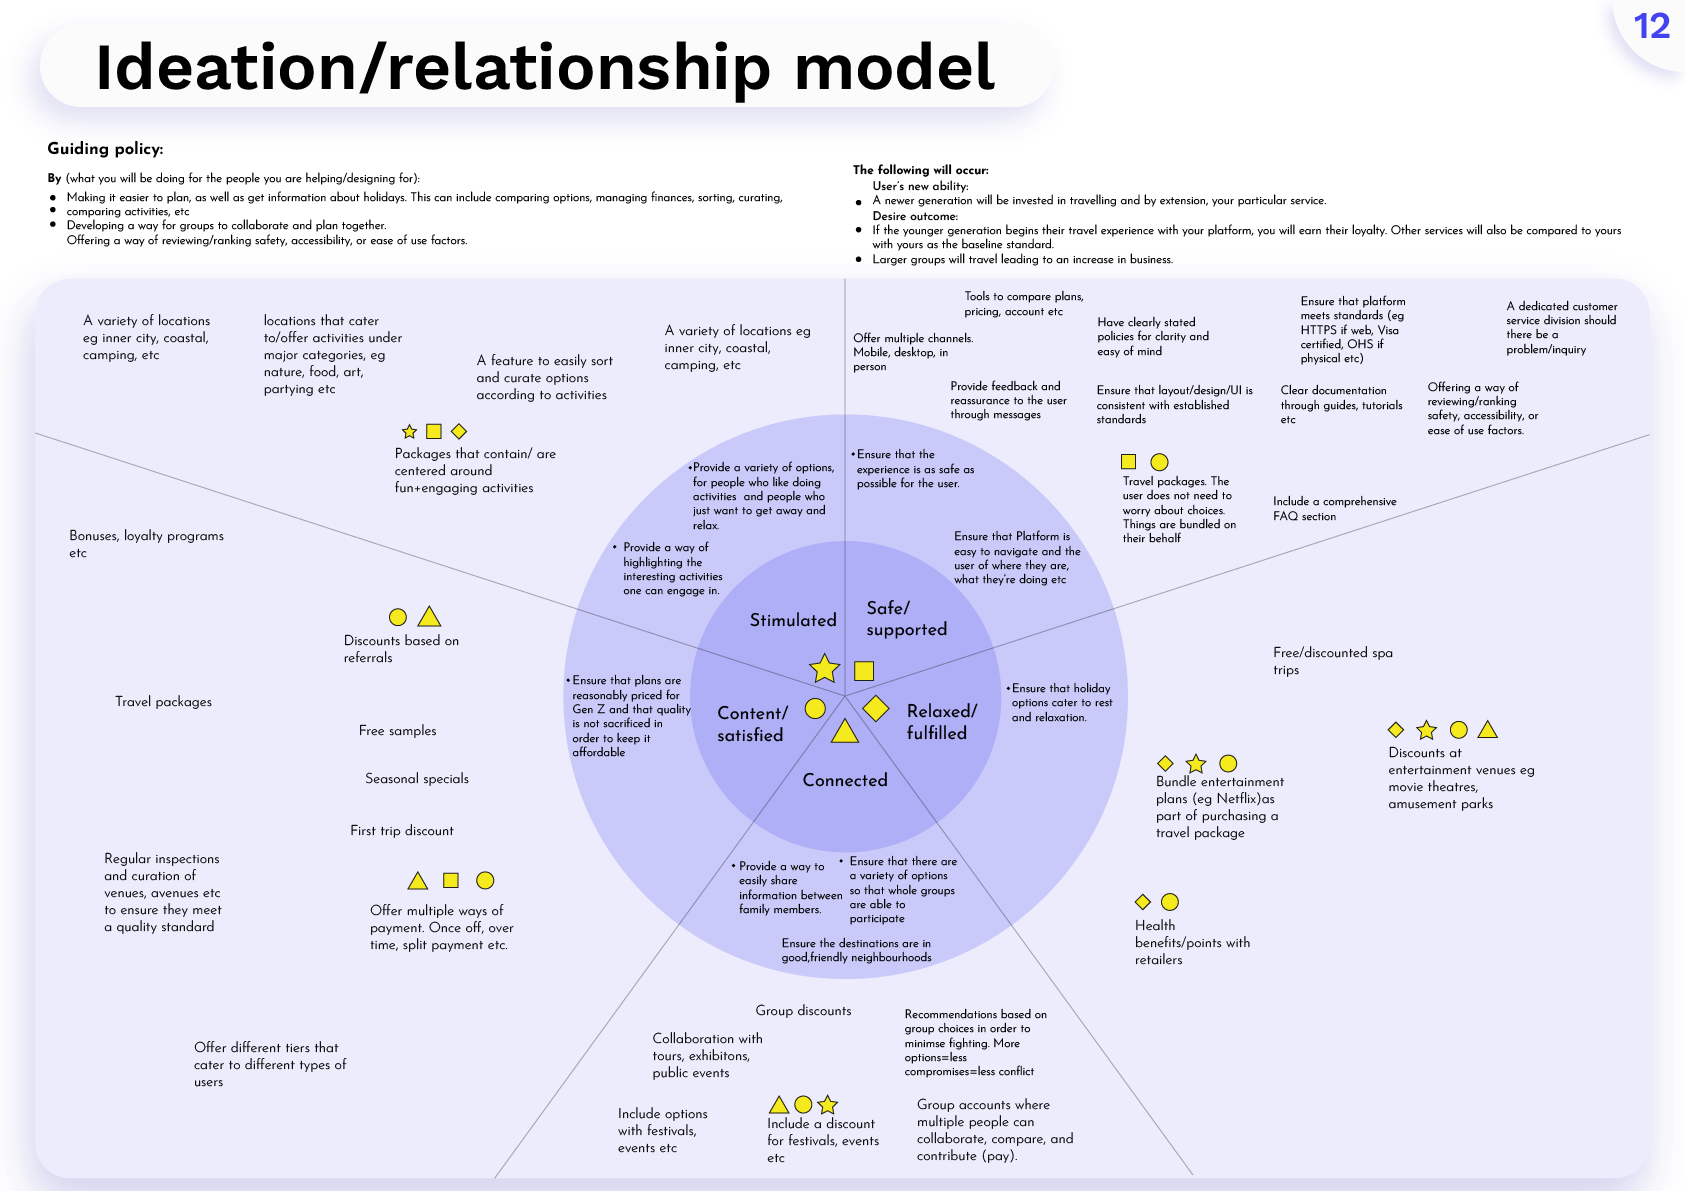 12
Ideation/relationship model
Guiding policy:
By (what you will be doing for the people you are helping/designing for):
• Making it easier to plan, as well as get information about holidays. This can include comparing options, managing finances, sorting, curating,
• comparing activities, etc
• Developing a way for groups to collaborate and plan together.
Offering a way of reviewing/ranking safety, accessibility, or ease of use factors.
The following will occur:
User's new ability:
• A newer generation will be invested in travelling and by extension, your particular service.
Desire outcome:
• If the younger generation begins their travel experience with your platform, you will earn their loyalty. Other services will also be compared to yours
with yours as the baseline standard.
• Larger groups will travel leading to an increase in business.
A variety of locations
eg inner city, coastal,
camping, etc
locations that cater
to/offer activities under
major categories, eg
nature, food, art,
partying etc
A feature to easily sort
and curate options
according to activities
A variety of locations eg
inner city, coastal,
camping, etc
Packages that contain/ are
centered around
fun+engaging activities
•Provide a variety of options,
for people who like doing
activities and people who
just want to get away and
relax.
• Provide a way of
highlighting the
interesting activities
one can engage in.
Stimulated
Tools to compare plans,
pricing, account etc
Offer multiple channels.
Mobile, desktop, in
person
Have clearly stated
policies for clarity and
easy of mind
Ensure that platform
meets standards (eg
HTTPS if web, Visa
certified, OHS if
physical etc)
A dedicated customer
service division should
there be a
problem/inquiry
Provide feedback and
reassurance to the user
through messages
Ensure that layout/design/UI is
consistent with established
standards
Clear documentation
through guides, tutorials
etc
Offering a way of
reviewing/ranking
safety, accessibility, or
ease of use factors.
Travel packages. The
user does not need to
worry about choices.
Things are bundled on
their behalf
Include a comprehensive
FAQ section
•Ensure that the
experience is as safe as
possible for the user.
Ensure that Platform is
easy to navigate and the
user of where they are,
what they're doing etc
Safe/
supported
Bonuses, loyalty programs
etc
Discounts based on
referrals
Travel packages
Free samples
Seasonal specials
First trip discount
Regular inspections
and curation of
venues, avenues etc
to ensure they meet
a quality standard
Offer multiple ways of
payment. Once off, over
time, split payment etc.
Offer different tiers that
cater to different types of
users
•Ensure that plans are
reasonably priced for
Gen Z and that quality
is not sacrificed in
order to keep it
affordable
Content/
satisfied
Relaxed/
fulfilled
•Ensure that holiday
options cater to rest
and relaxation.
Free/discounted spa
trips
Discounts at
entertainment venues eg
movie theatres,
amusement parks
Bundle entertainment
plans (eg Netflix)as
part of purchasing a
travel package
Health
benefits/points with
retailers
Connected
•Provide a way to
easily share
information between
family members.
• Ensure that there are
a variety of options
so that whole groups
are able to
participate
Ensure the destinations are in
good,friendly neighbourhoods
Group discounts
Collaboration with
tours, exhibitons,
public events
Recommendations based on
group choices in order to
minimse fighting. More
options=less
compromises=less conflict
Include options
with festivals,
events etc
Include a discount
for festivals, events
etc
Group accounts where
multiple people can
collaborate, compare, and
contribute (pay).